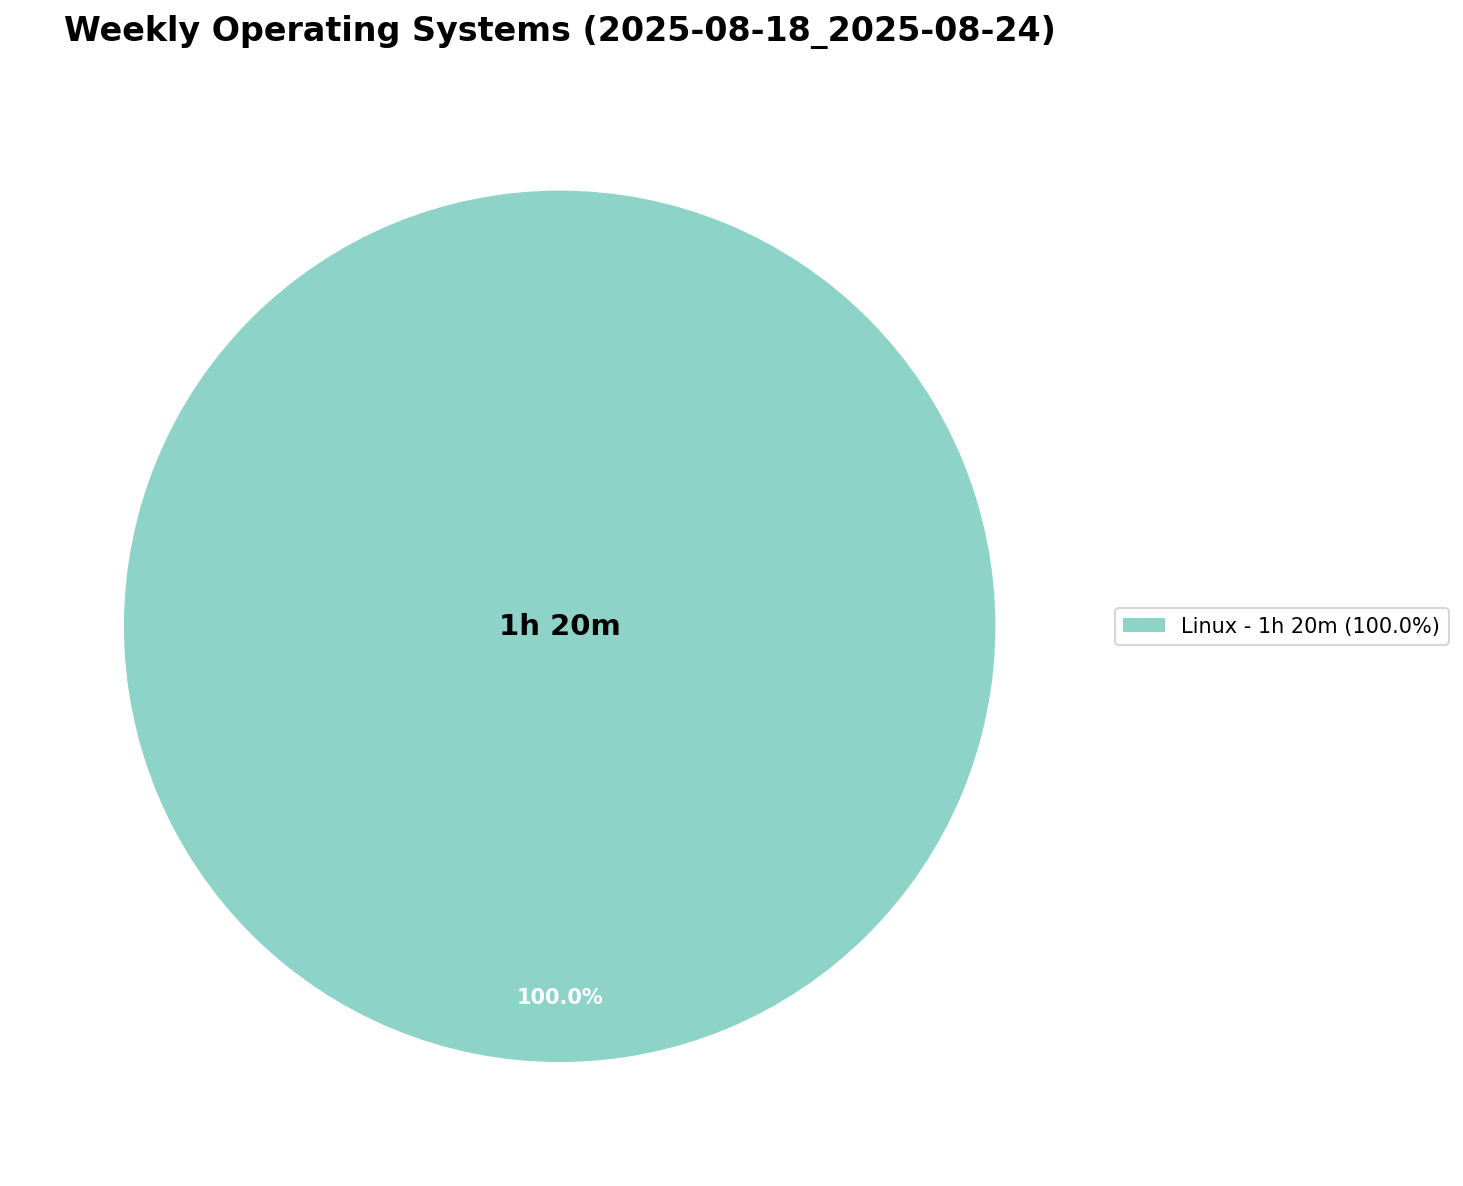 Weekly Operating Systems (2025-08-18_2025-08-24)
1h 20m
Linux - 1h 20m (100.0%)
100.0%